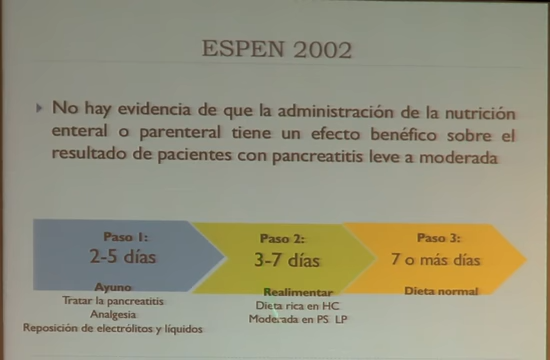 ESPEN 2002
No hay evidencia de que la administración de la nutrición
enteral o parenteral tiene un efecto benéfico sobre el
resultado de pacientes con pancreatitis leve a moderada
Paso 1:
2-5 días
Ayuno
Tratar la pancreatitis
Analgesia
Reposición de electrólitos y líquidos
Paso 2:
3-7 días
Realimentar
Dieta rica en HC
Moderada en PS LP
Paso 3:
7 o más días
Dieta normal